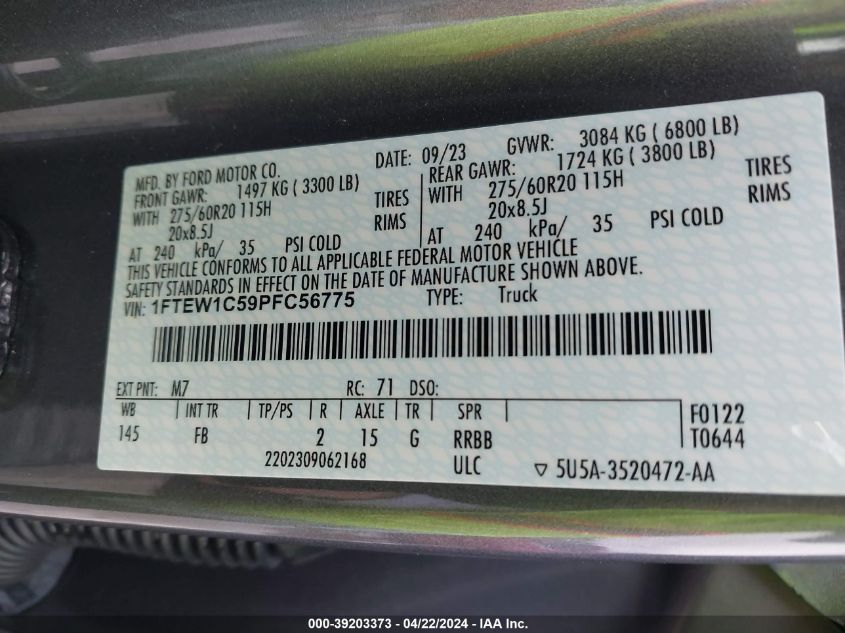 MFD. BY FORD MOTOR CO. DATE: 09/23 GVWR: 3084 KG ( 6800 LB)
FRONT GAWR: 1497 KG ( 3300 LB) REAR GAWR: 1724 KG ( 3800 LB)
WITH 275/60R20 115H TIRES WITH 275/60R20 115H TIRES
20x8.5J RIMS 20x8.5J RIMS
AT 240 kPa/ 35 PSI COLD AT 240 kPa/ 35 PSI COLD
THIS VEHICLE CONFORMS TO ALL APPLICABLE FEDERAL MOTOR VEHICLE
SAFETY STANDARDS IN EFFECT ON THE DATE OF MANUFACTURE SHOWN ABOVE.
VIN: 1FTEW1C59PFC56775 TYPE: Truck
EXT PNT: M7 RC: 71 DSO:
WB INT TR TP/PS R AXLE TR SPR F0122
145 FB 2 15 G RRBB T0644
2202309062168 ULC ▽ 5U5A-3520472-AA
000-39203373 - 04/22/2024 - IAA Inc.